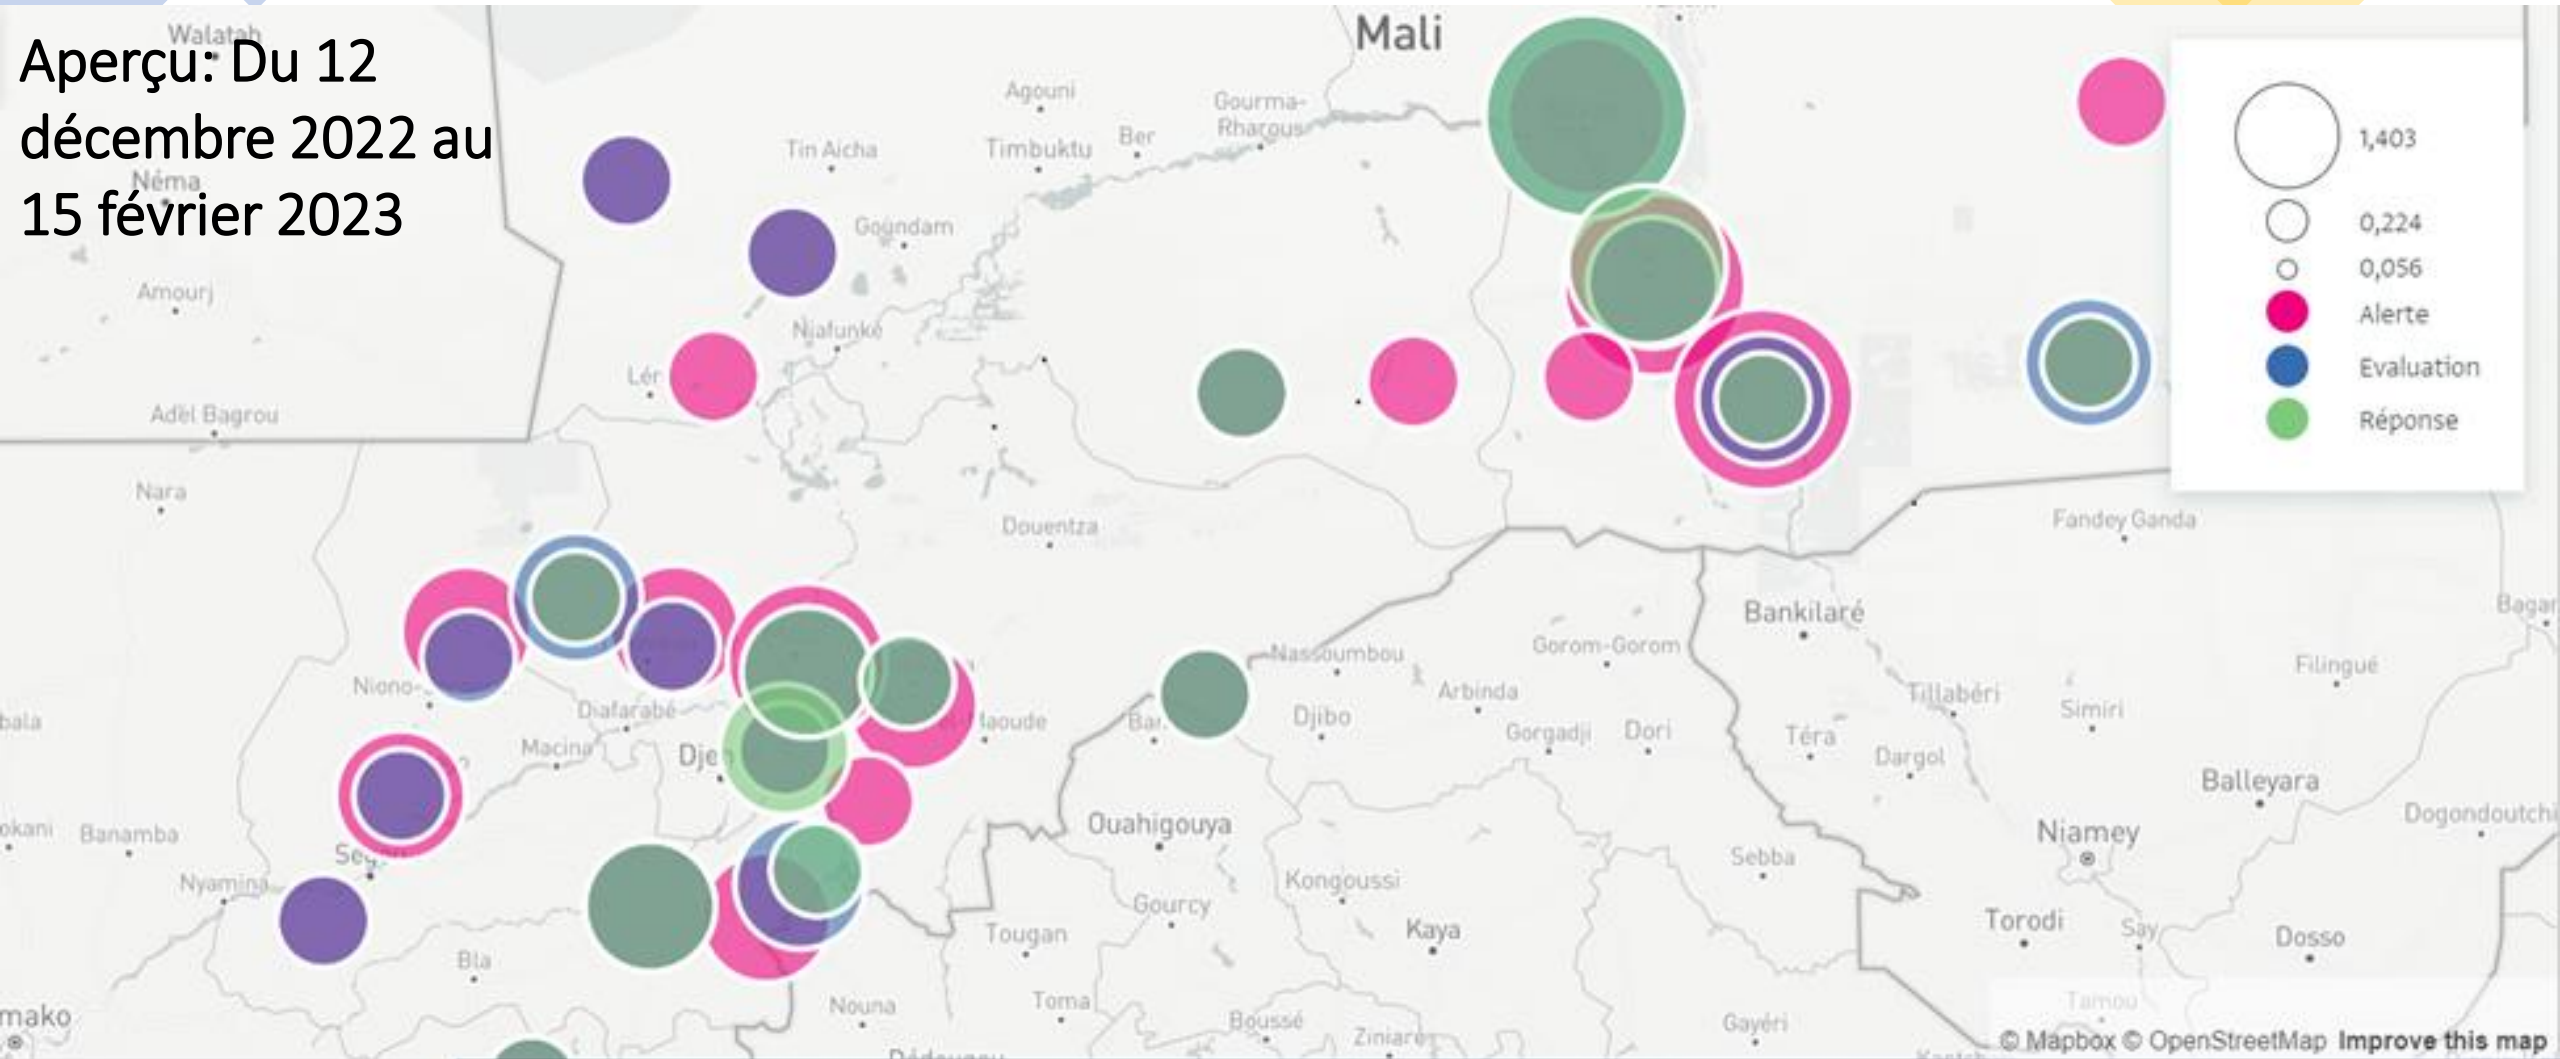 Aperçu: Du 12
décembre 2022 au
15 février 2023
Walatah
Néma
Amourj
Adel Bagrou
Nara
Mali
Agouni
Gourma-
Rharous
Ber
Timbuktu
Tin Aicha
Goundam
Niafunké
Lér
Douentza
1,403
0,224
0,056
Alerte
Evaluation
Réponse
Fandey Ganda
Bankilaré
Nassoumbou
Gorom-Gorom
Arbinda
Djibo
Gorgadji
Dori
Tillabéri
Téra
Dargol
Simiri
Filingué
Balleyara
Niono-
Diafarabé
Macina
Banamba
Nyamina
Bla
Ouahigouya
Kongoussi
Gourcy
Tougan
Kaya
Sebba
Niamey
Dogondoutchi
Torodi
Say
Dosso
Nouna
Toma
Boussé
Gayéri
Tamou
© Mapbox © OpenStreetMap Improve this map